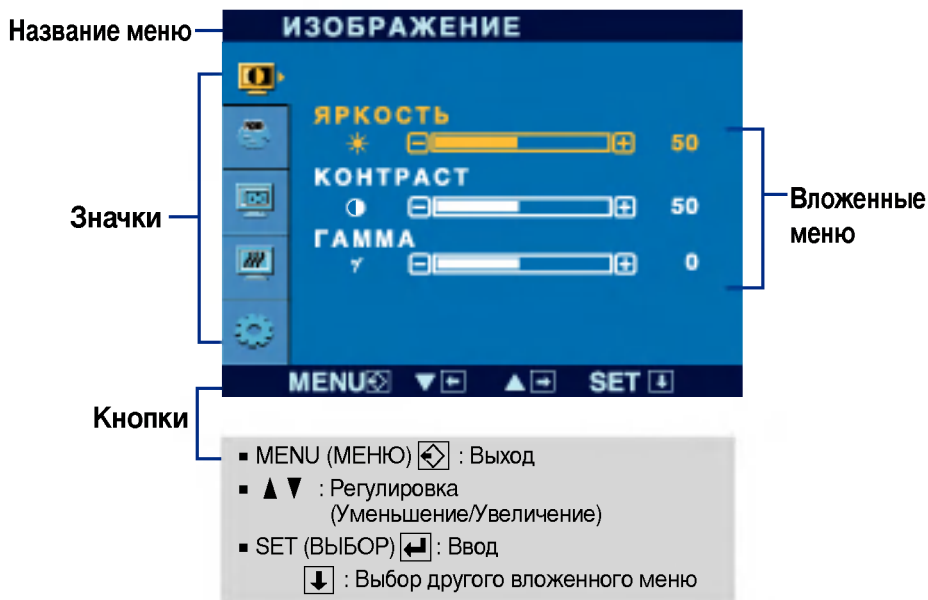 Название меню
ИЗОБРАЖЕНИЕ
ЯРКОСТЬ
50
КОНТРАСТ
50
ГАММА
0
Значки
Вложенные
меню
MENU ▼ ▲ SET
Кнопки
▪ MENU (МЕНЮ) : Выход
▪ ▲ ▼ : Регулировка
(Уменьшение/Увеличение)
▪ SET (ВЫБОР) : Ввод
: Выбор другого вложенного меню